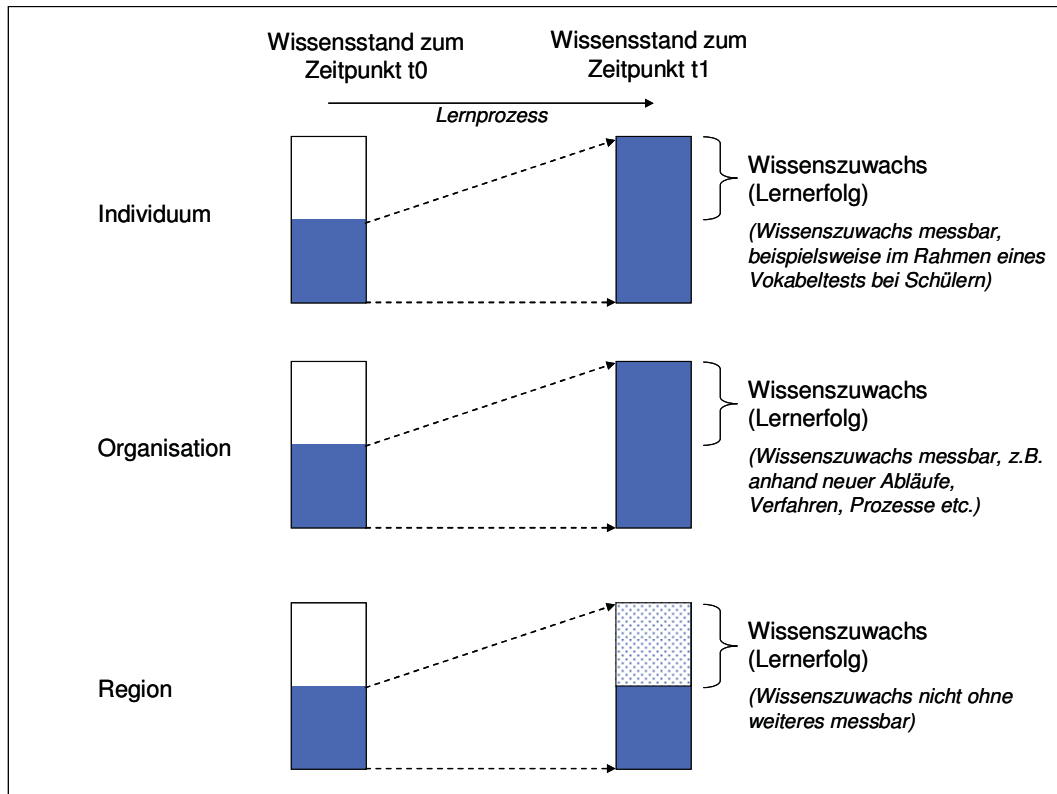 Wissensstand zum
Zeitpunkt t0
Wissensstand zum
Zeitpunkt t1
Lernprozess
Individuum
Wissenszuwachs
(Lernerfolg)
(Wissenszuwachs messbar,
beispielsweise im Rahmen eines
Vokabeltests bei Schülern)
Organisation
Wissenszuwachs
(Lernerfolg)
(Wissenszuwachs messbar, z.B.
anhand neuer Abläufe,
Verfahren, Prozesse etc.)
Region
Wissenszuwachs
(Lernerfolg)
(Wissenszuwachs nicht ohne
weiteres messbar)